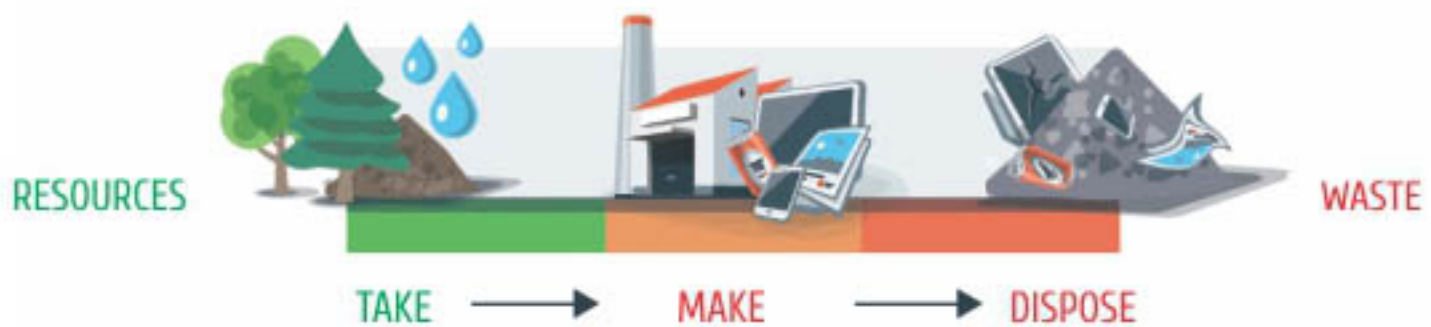 RESOURCES
WASTE
TAKE
MAKE
DISPOSE